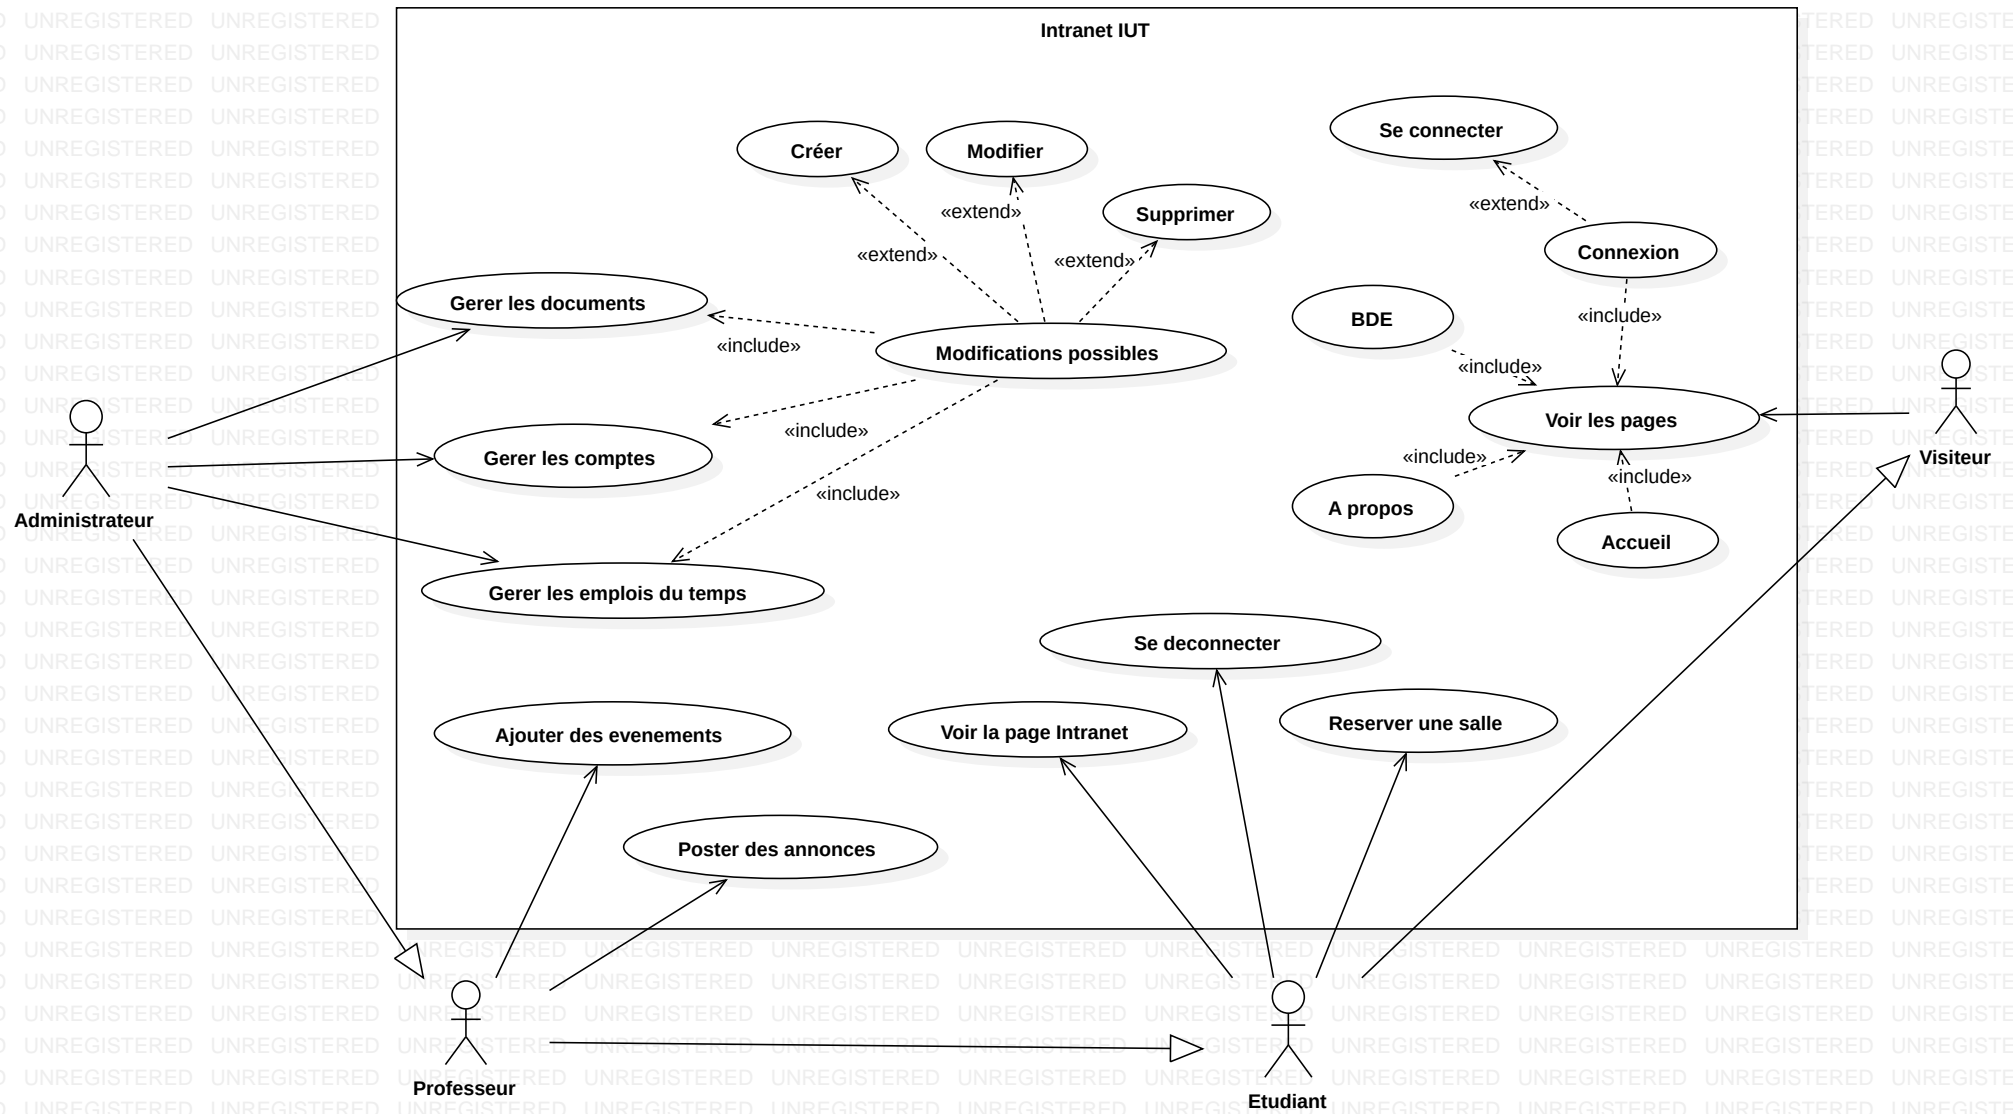 Intranet IUT
Se connecter
Créer
Modifier
«extend»
Supprimer
«extend»
Connexion
«extend»
«extend»
Gerer les documents
«include»
BDE
«include»
Modifications possibles
«include»
Voir les pages
«include»
Gerer les comptes
«include»
«include»
Visiteur
«include»
A propos
Administrateur
Accueil
Gerer les emplois du temps
Se deconnecter
Ajouter des evenements
Voir la page Intranet
Reserver une salle
Poster des annonces
Professeur
Etudiant
UNREGISTERED